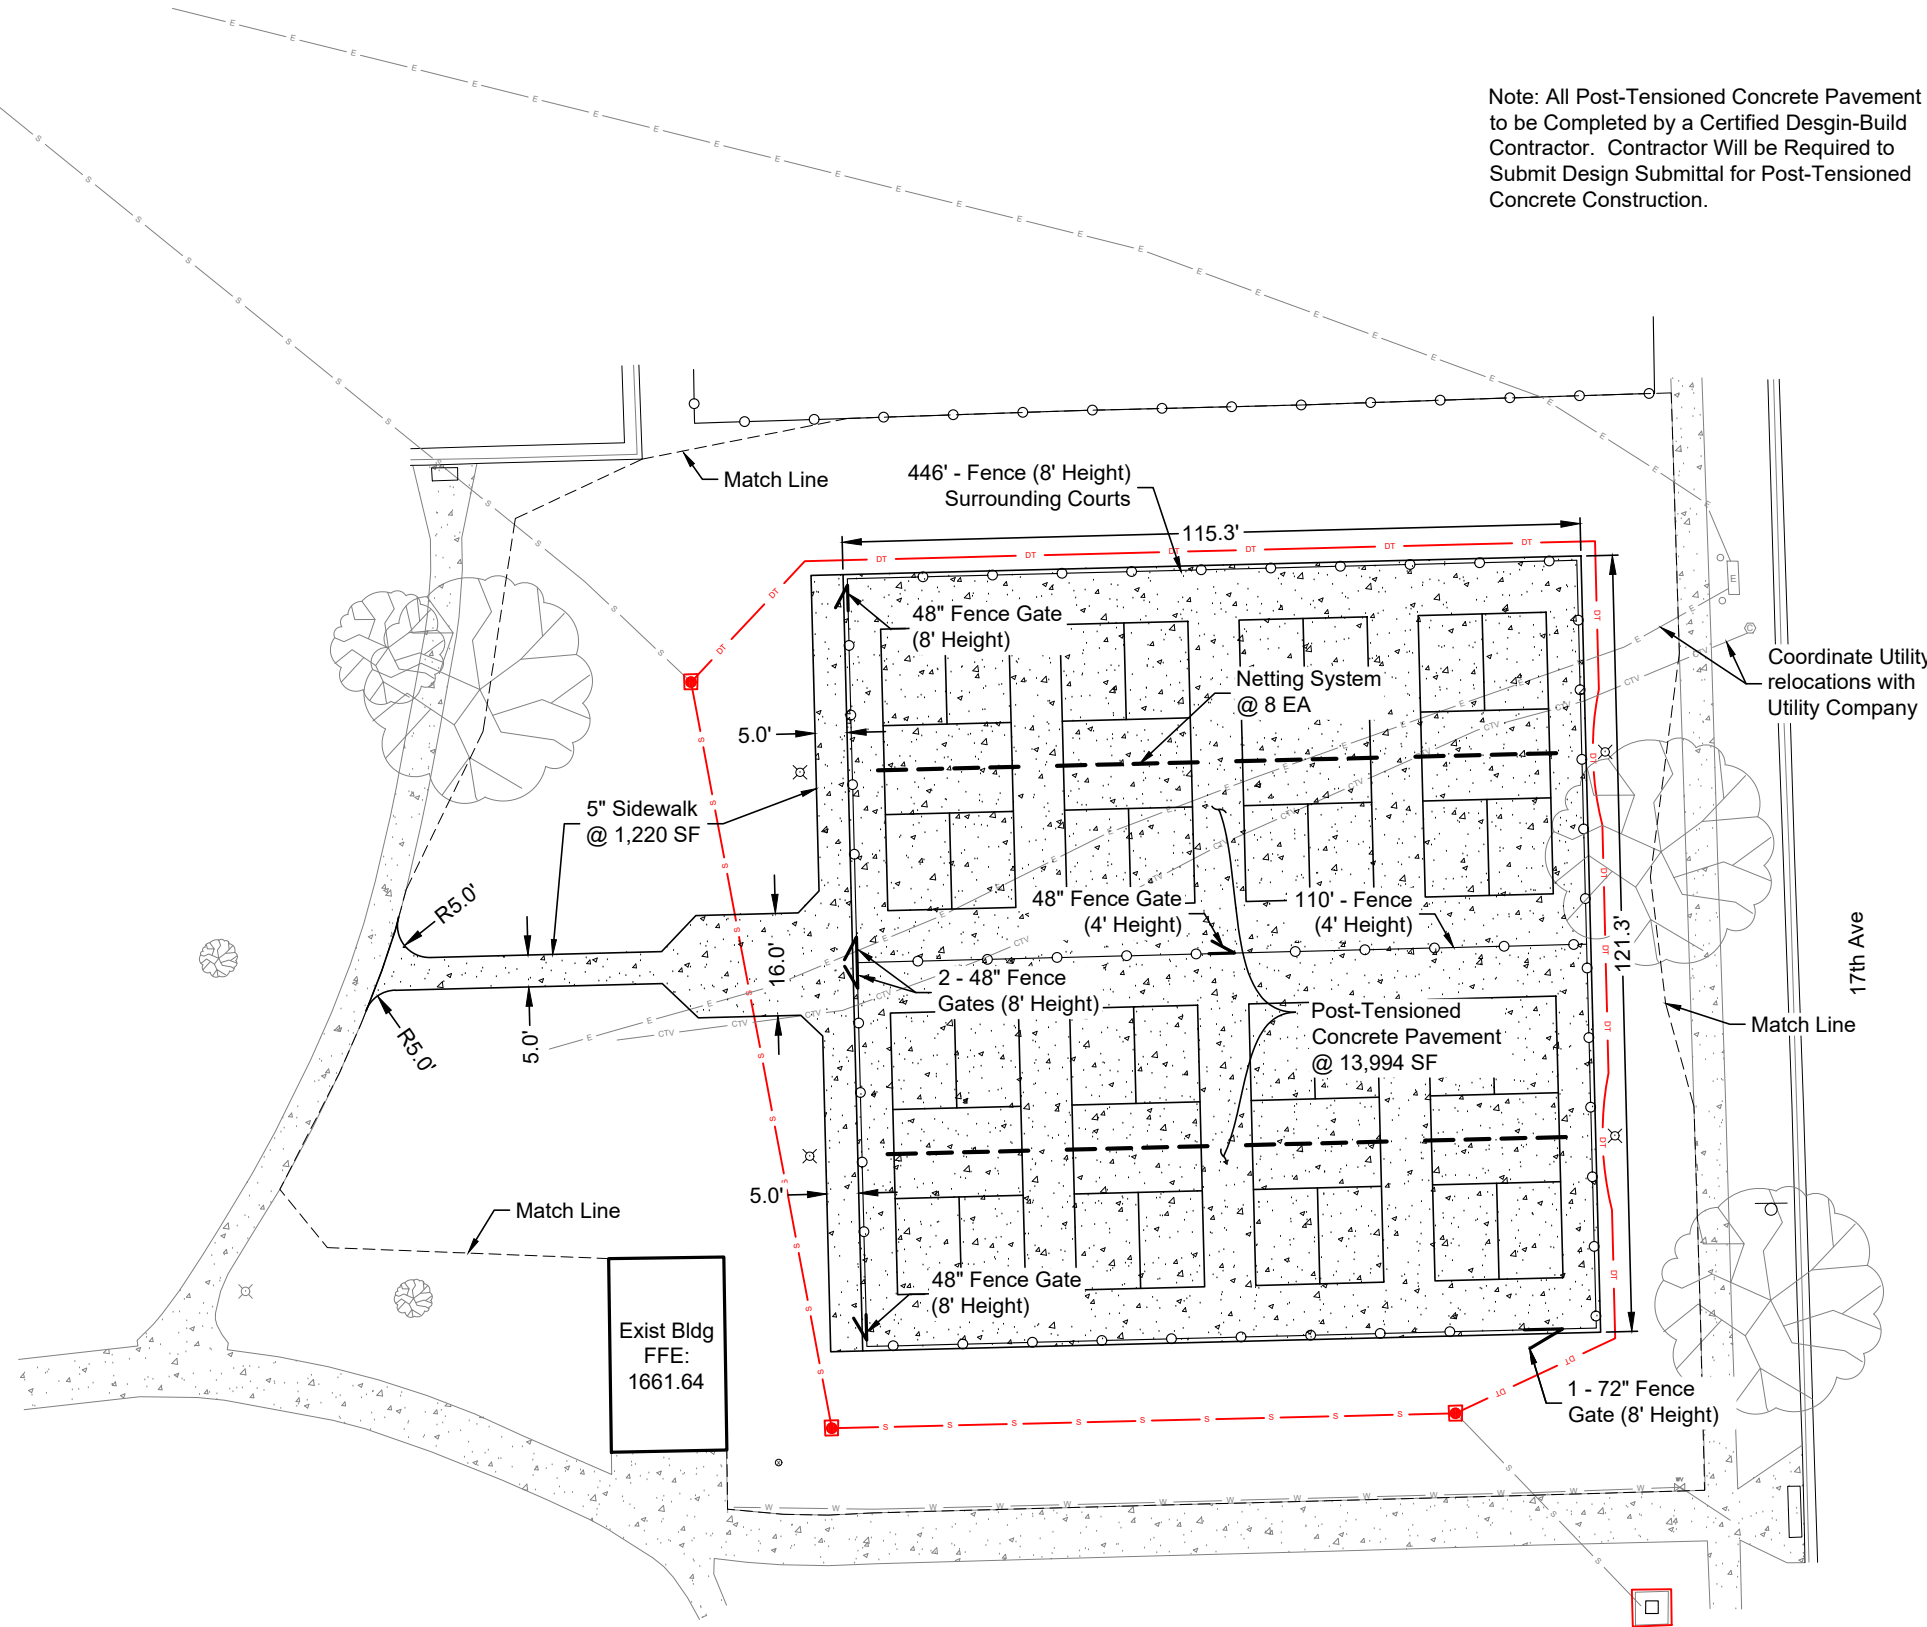 Note: All Post-Tensioned Concrete Pavement
to be Completed by a Certified Desgin-Build
Contractor. Contractor Will be Required to
Submit Design Submittal for Post-Tensioned
Concrete Construction.
Match Line
446' - Fence (8' Height)
Surrounding Courts
115.3'
48" Fence Gate
(8' Height)
Netting System
@ 8 EA
Coordinate Utility
relocations with
Utility Company
5.0'
5" Sidewalk
@ 1,220 SF
R5.0'
48" Fence Gate
(4' Height)
110' - Fence
(4' Height)
121.3'
17th Ave
16.0'
2 - 48" Fence
Gates (8' Height)
Post-Tensioned
Concrete Pavement
@ 13,994 SF
Match Line
R5.0'
5.0'
5.0'
Match Line
48" Fence Gate
(8' Height)
Exist Bldg
FFE:
1661.64
1 - 72" Fence
Gate (8' Height)